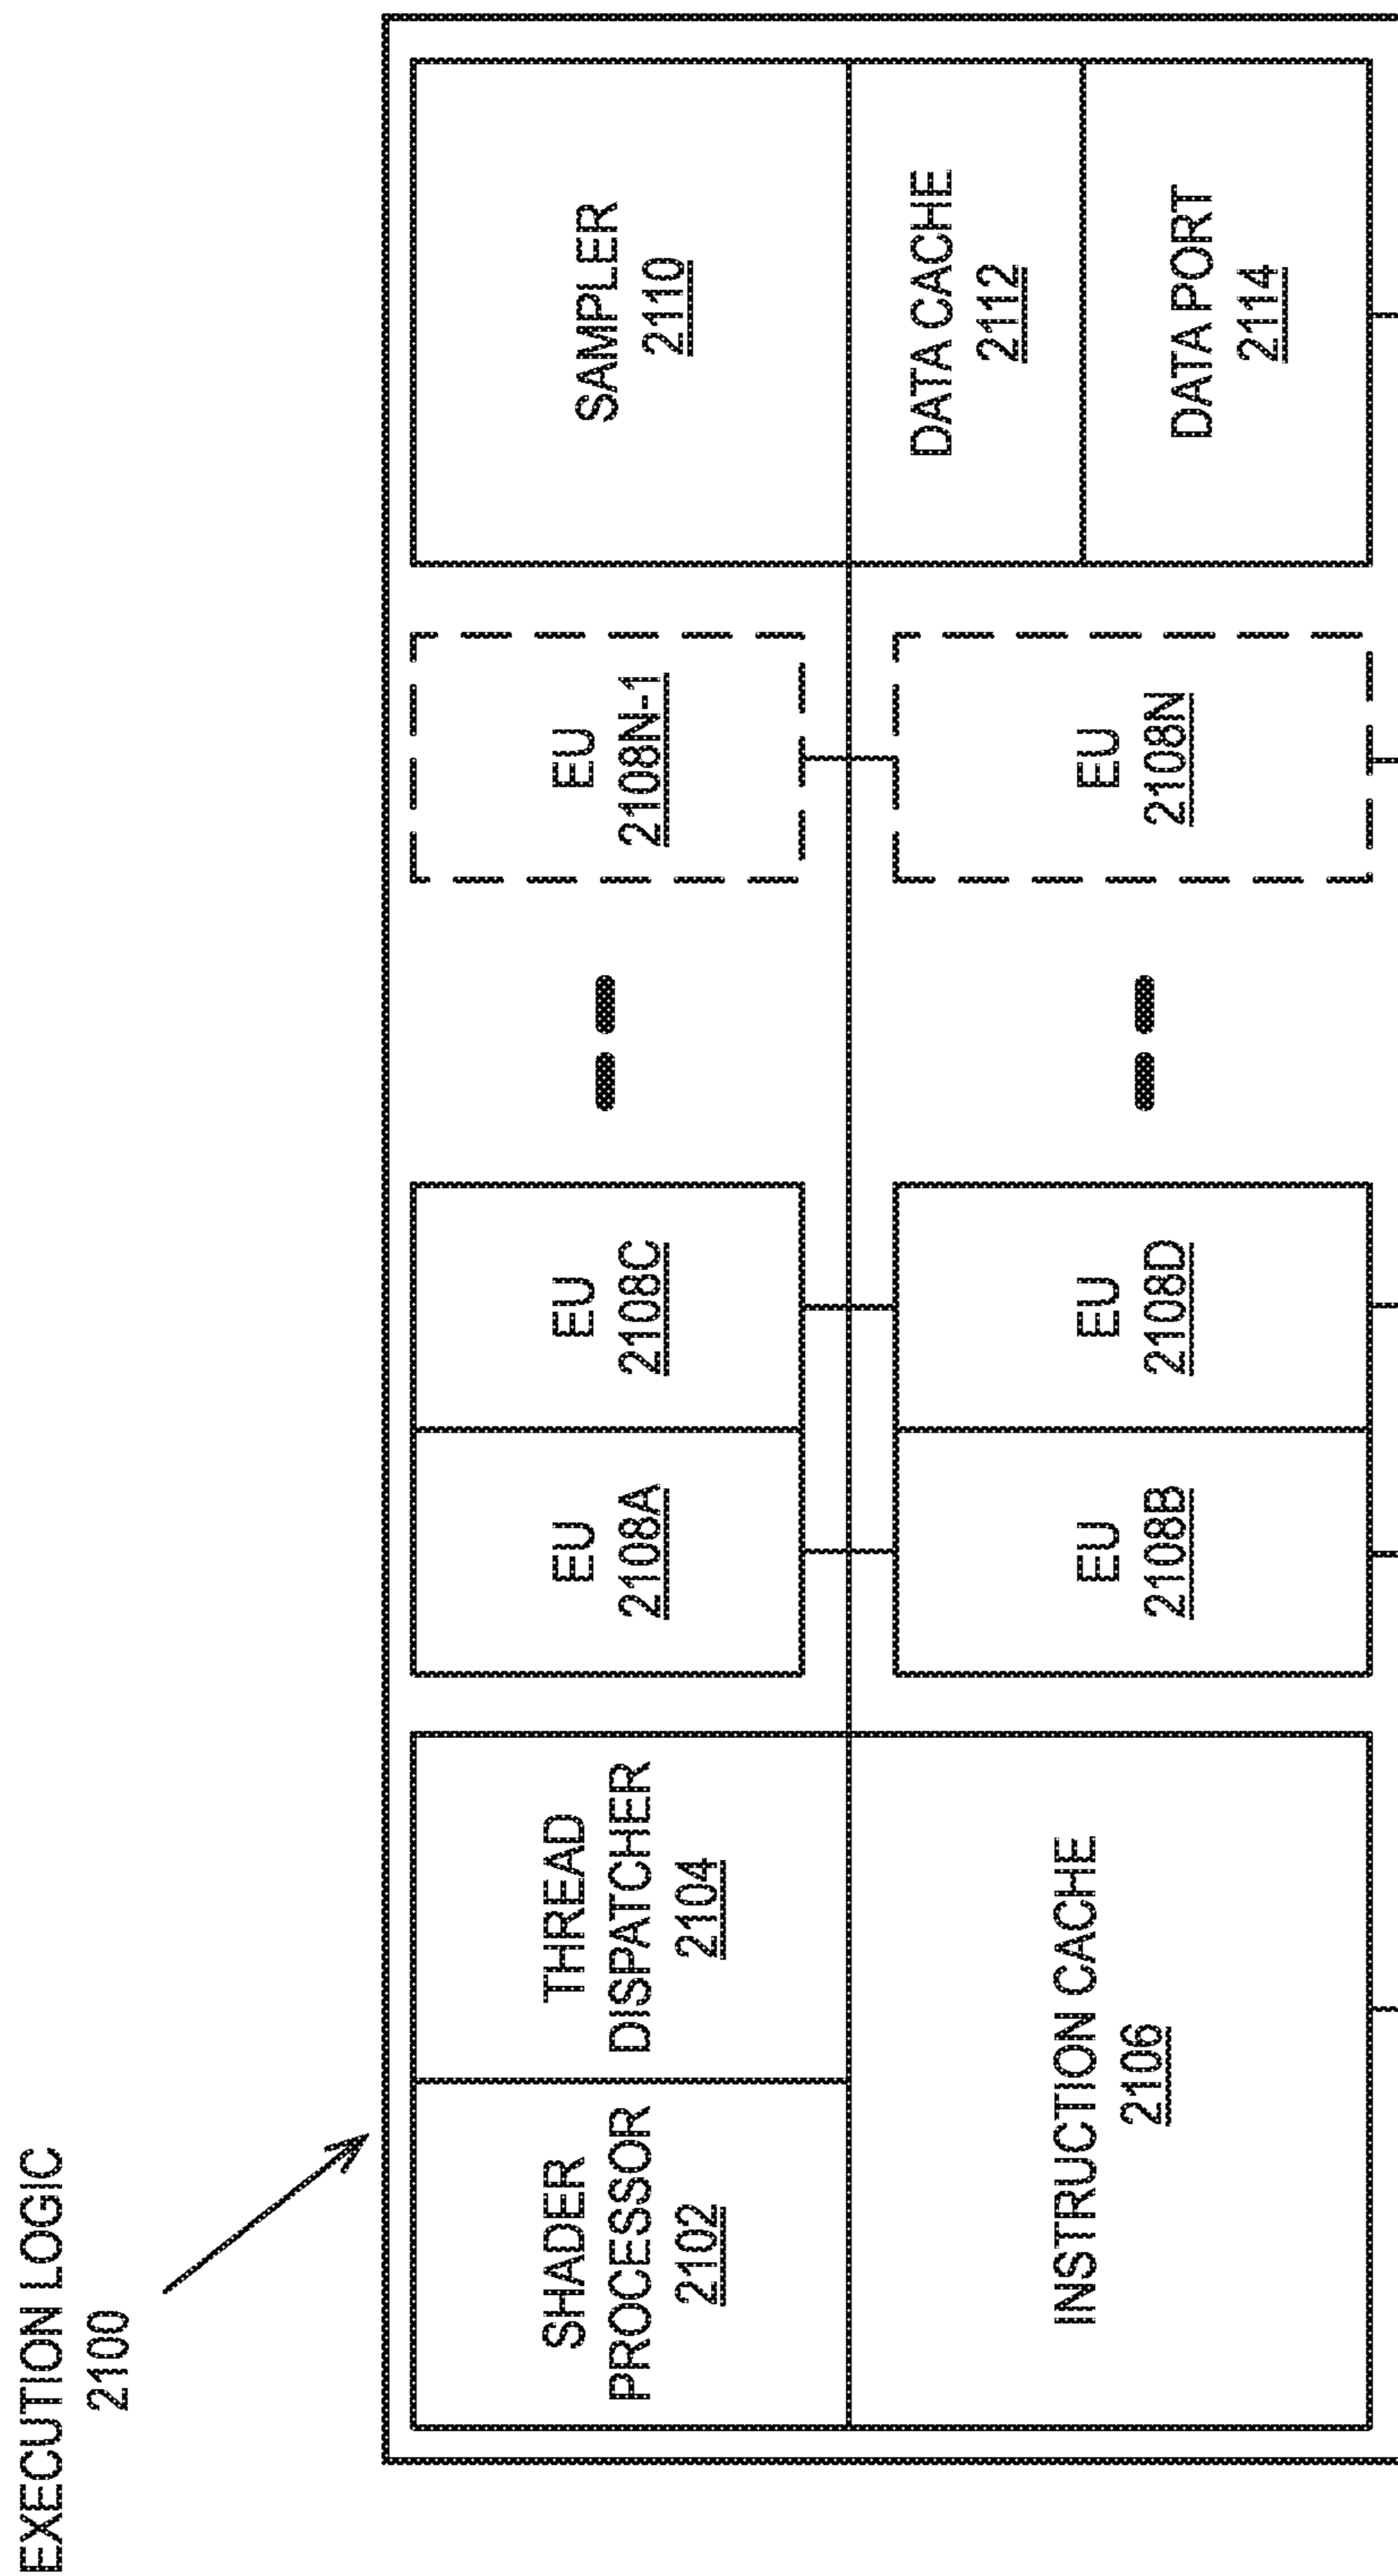 EXECUTION LOGIC
2100
SHADER
PROCESSOR
2102
THREAD
DISPATCHER
2104
INSTRUCTION CACHE
2106
EU
2108A
EU
2108C
EU
2108B
EU
2108D
EU
2108N-1
EU
2108N
SAMPLER
2110
DATA CACHE
2112
DATA PORT
2114